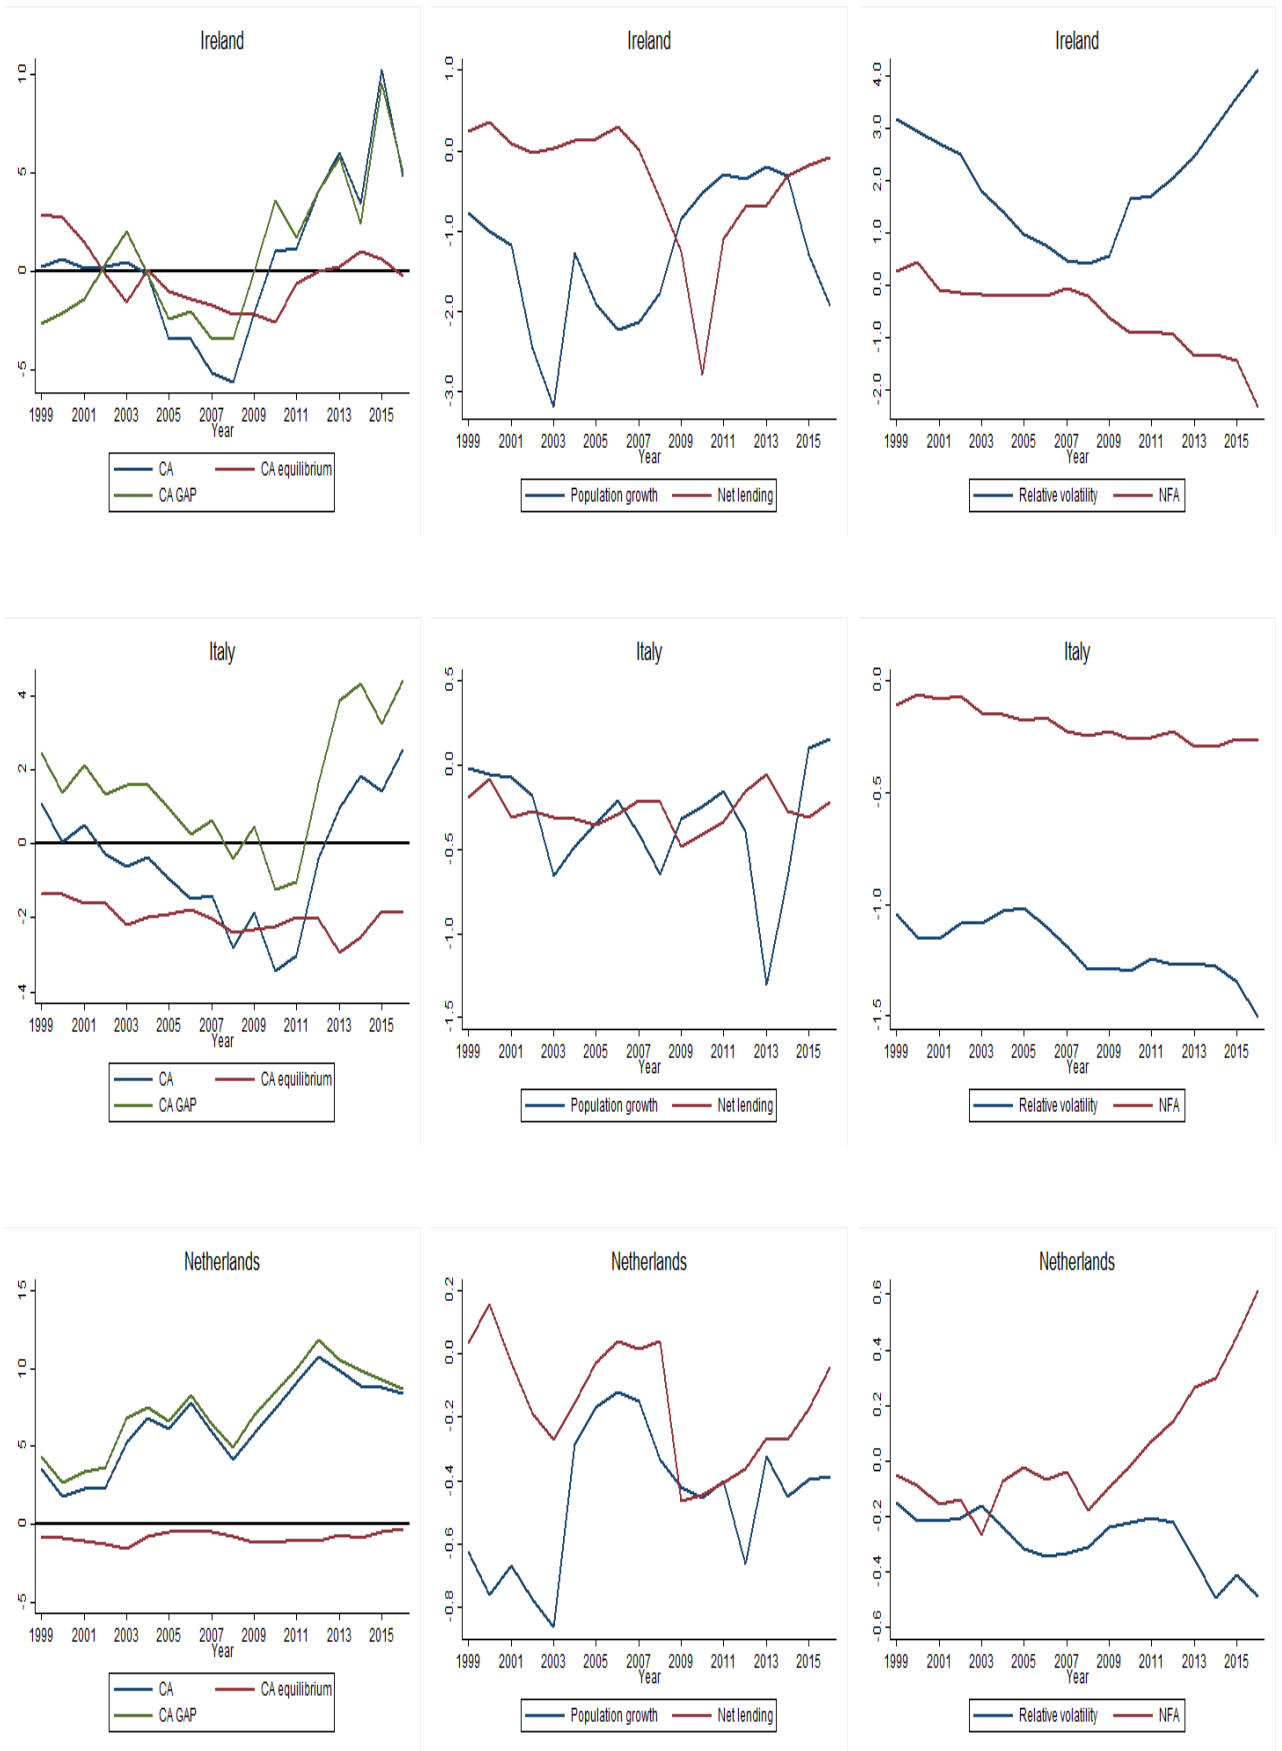 Ireland
10
5
0
-5
1999 2001 2003 2005 2007 2009 2011 2013 2015
Year
CA CA equilibrium
CA GAP
Ireland
1.0
0.0
-1.0
-2.0
-3.0
1999 2001 2003 2005 2007 2009 2011 2013 2015
Year
Population growth Net lending
Ireland
4.0
3.0
2.0
1.0
0.0
-1.0
-2.0
1999 2001 2003 2005 2007 2009 2011 2013 2015
Year
Relative volatility NFA
Italy
4
2
0
-2
-4
1999 2001 2003 2005 2007 2009 2011 2013 2015
Year
CA CA equilibrium
CA GAP
Italy
0.5
0.0
-0.5
-1.0
-1.5
1999 2001 2003 2005 2007 2009 2011 2013 2015
Year
Population growth Net lending
Italy
0.0
-0.5
-1.0
-1.5
1999 2001 2003 2005 2007 2009 2011 2013 2015
Year
Relative volatility NFA
Netherlands
15
10
5
0
-5
1999 2001 2003 2005 2007 2009 2011 2013 2015
Year
CA CA equilibrium
CA GAP
Netherlands
0.2
0.0
-0.2
-0.4
-0.6
-0.8
1999 2001 2003 2005 2007 2009 2011 2013 2015
Year
Population growth Net lending
Netherlands
0.6
0.4
0.2
0.0
-0.2
-0.4
-0.6
1999 2001 2003 2005 2007 2009 2011 2013 2015
Year
Relative volatility NFA